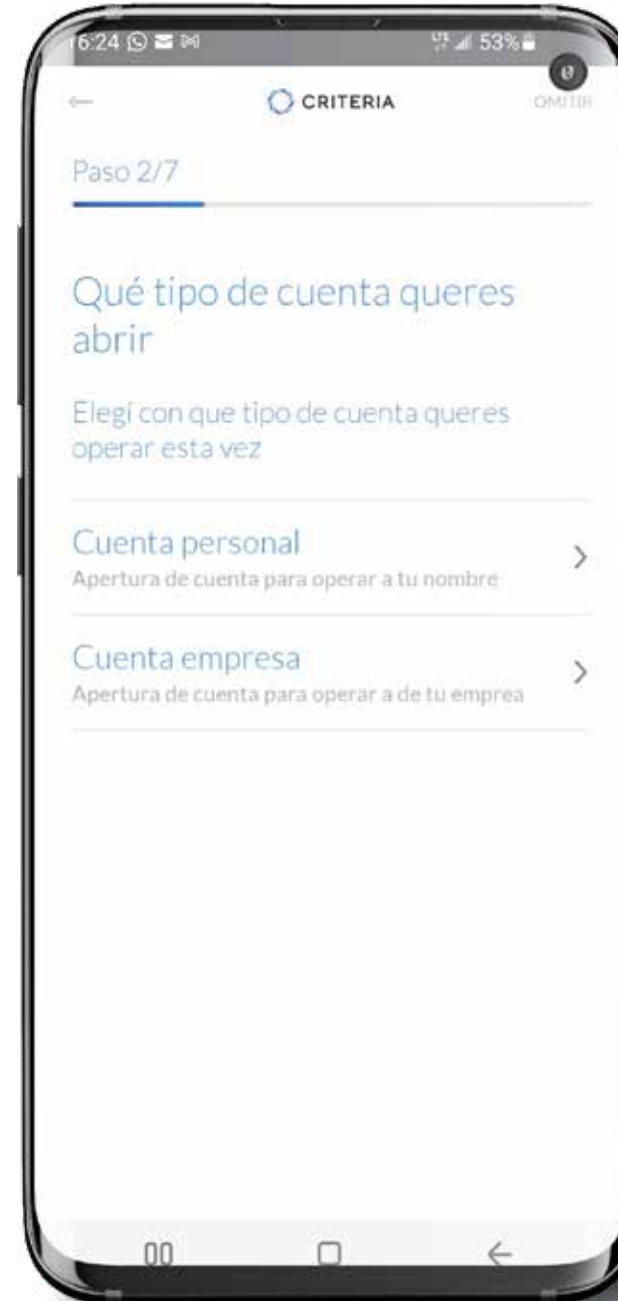 16:24 53%
CRITERIA
OMITIR
Paso 2/7
Qué tipo de cuenta queres
abrir
Elegí con que tipo de cuenta queres
operar esta vez
Cuenta personal
Apertura de cuenta para operar a tu nombre
Cuenta empresa
Apertura de cuenta para operar a de tu emprea